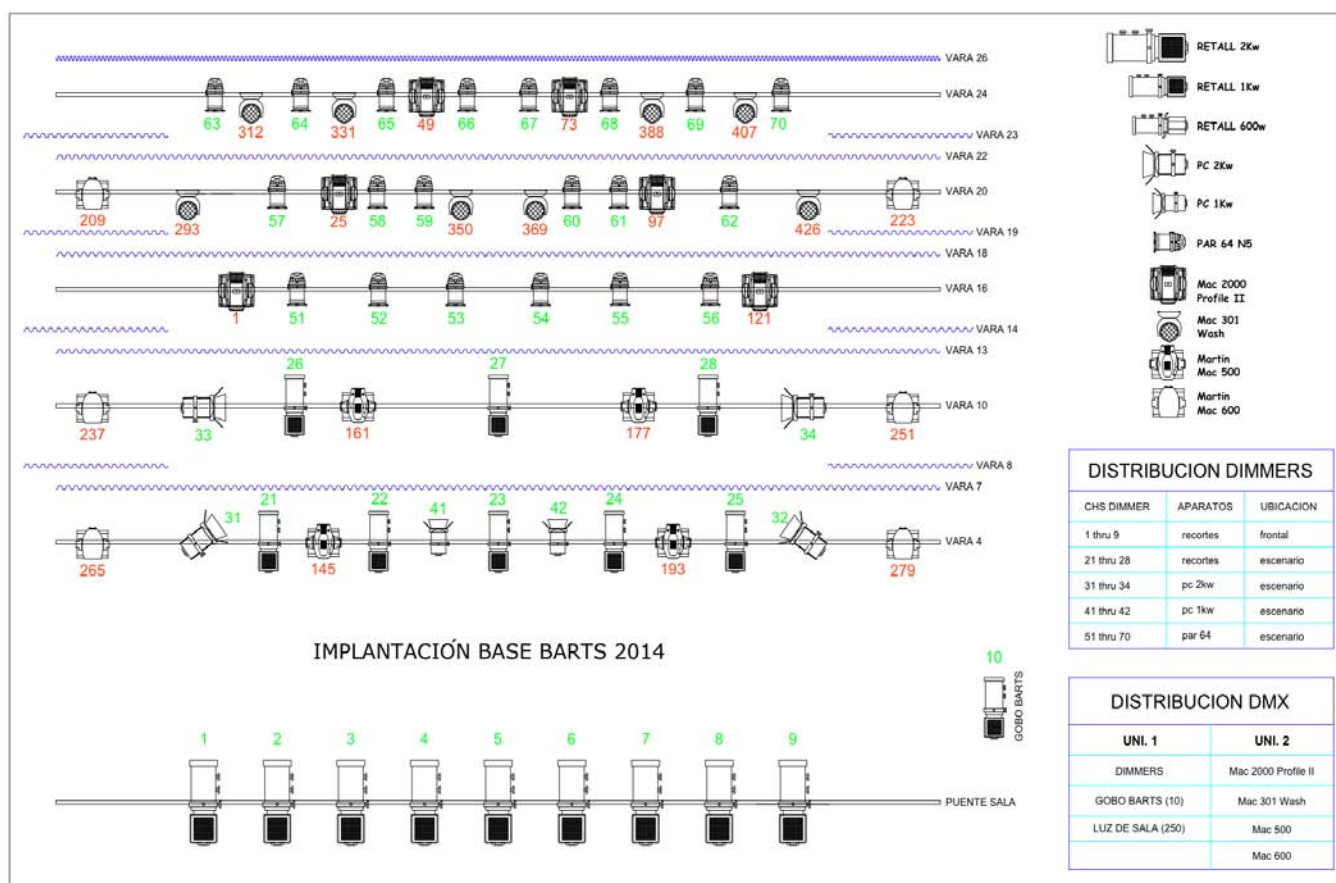 VARA 26
VARA 24
63 312 64 331 65 49 66 67 73 68 388 69 407 70
VARA 23
VARA 22
VARA 20
209 293 57 25 58 59 350 369 60 61 97 62 426 223
VARA 19
VARA 18
VARA 16
1 51 52 53 54 55 56 121
VARA 14
VARA 13
26 27 28
VARA 10
237 33 161 177 34 251
VARA 8
VARA 7
21 22 23 24 25
31 41 42 32
VARA 4
265 145 193 279
IMPLANTACIÓN BASE BARTS 2014
10
GOBO BARTS
1 2 3 4 5 6 7 8 9
PUENTE SALA
RETALL 2Kw
RETALL 1Kw
RETALL 600w
PC 2Kw
PC 1Kw
PAR 64 N5
Mac 2000
Profile II
Mac 301
Wash
Martin
Mac 500
Martin
Mac 600
DISTRIBUCION DIMMERS
CHS DIMMER APARATOS UBICACION
1 thru 9 recortes frontal
21 thru 28 recortes escenario
31 thru 34 pc 2kw escenario
41 thru 42 pc 1kw escenario
51 thru 70 par 64 escenario
DISTRIBUCION DMX
UNI. 1 UNI. 2
DIMMERS Mac 2000 Profile II
GOBO BARTS (10) Mac 301 Wash
LUZ DE SALA (250) Mac 500
Mac 600